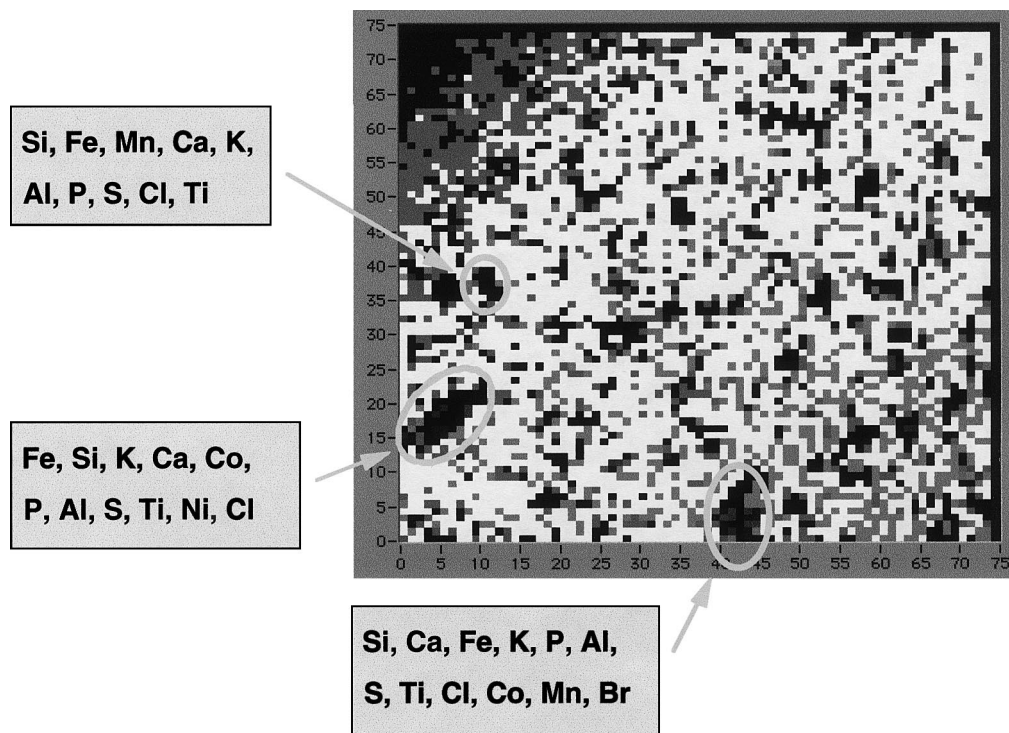 Si, Fe, Mn, Ca, K,
Al, P, S, Cl, Ti
Fe, Si, K, Ca, Co,
P, Al, S, Ti, Ni, Cl
Si, Ca, Fe, K, P, Al,
S, Ti, Cl, Co, Mn, Br
75
70
65
60
55
50
45
40
35
30
25
20
15
10
5
0
0 5 10 15 20 25 30 35 40 45 50 55 60 65 70 75